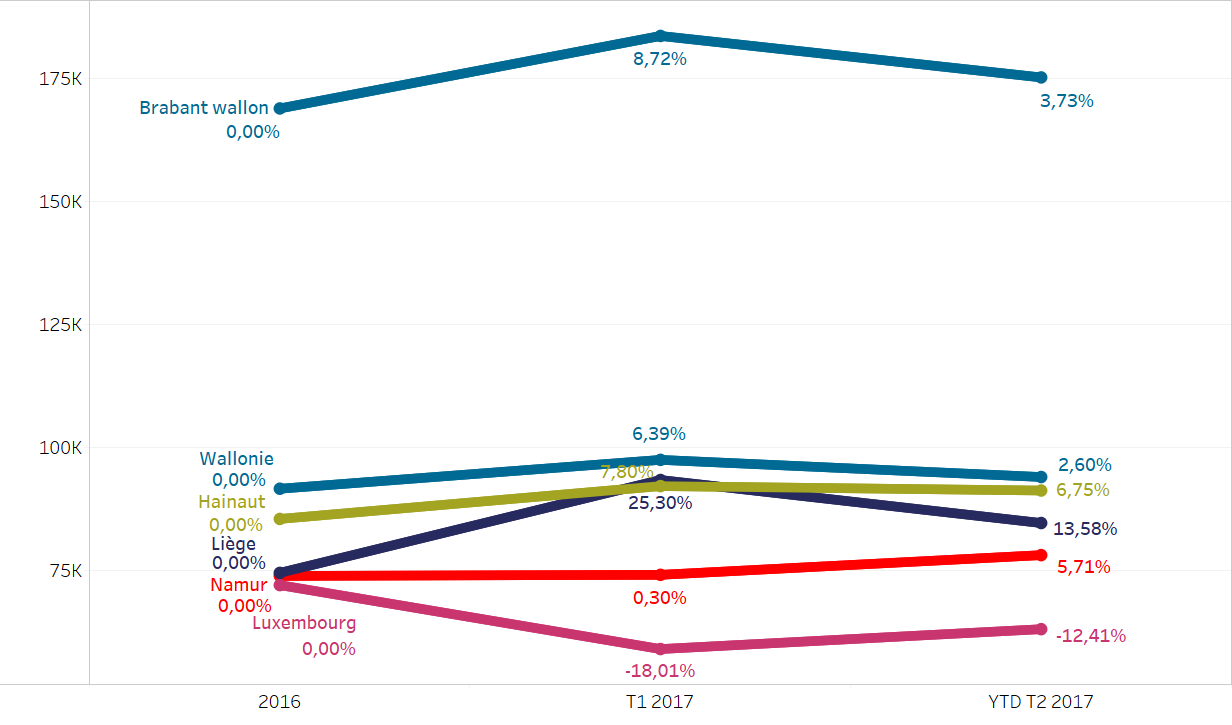 8,72%
175K
3,73%
Brabant wallon
0,00%
150K
125K
100K
6,39%
Wallonie
0,00%
7,80%
2,60%
6,75%
Hainaut
0,00%
25,30%
13,58%
Liège
0,00%
75K
5,71%
Namur
0,00%
0,30%
Luxembourg
0,00%
-12,41%
-18,01%
2016
T1 2017
YTD T2 2017